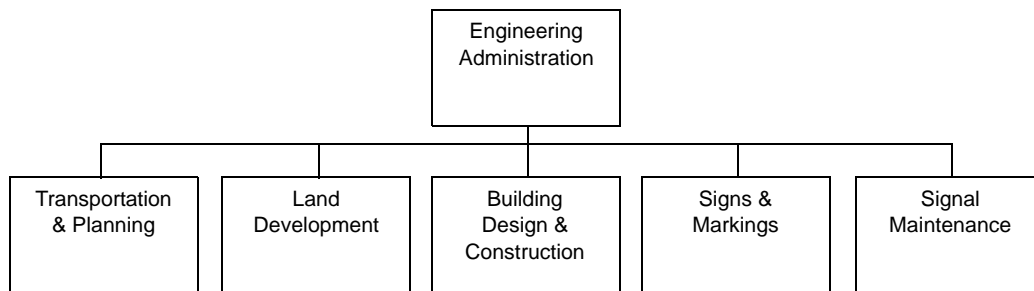 Engineering
Administration
Transportation
& Planning
Land
Development
Building
Design &
Construction
Signs &
Markings
Signal
Maintenance